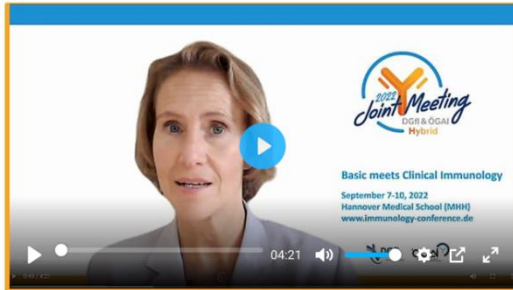 2022
Joint Meeting
DGfI & ÖGAI
Hybrid
Basic meets Clinical Immunology
September 7-10, 2022
Hannover Medical School (MHH)
www.immunology-conference.de
04:21